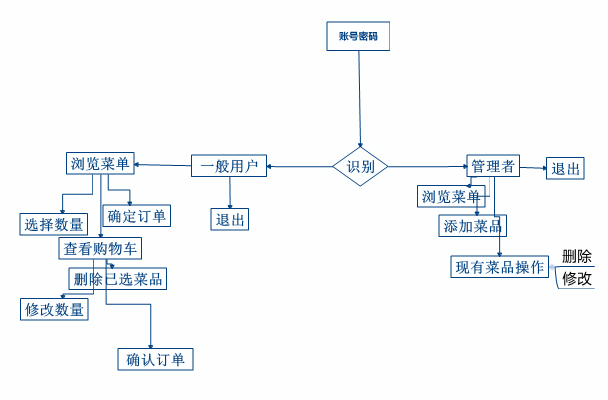 账号密码
浏览菜单
一般用户
识别
管理者
退出
浏览菜单
选择数量
确定订单
退出
添加菜品
查看购物车
删除已选菜品
现有菜品操作
删除
修改
修改数量
确认订单